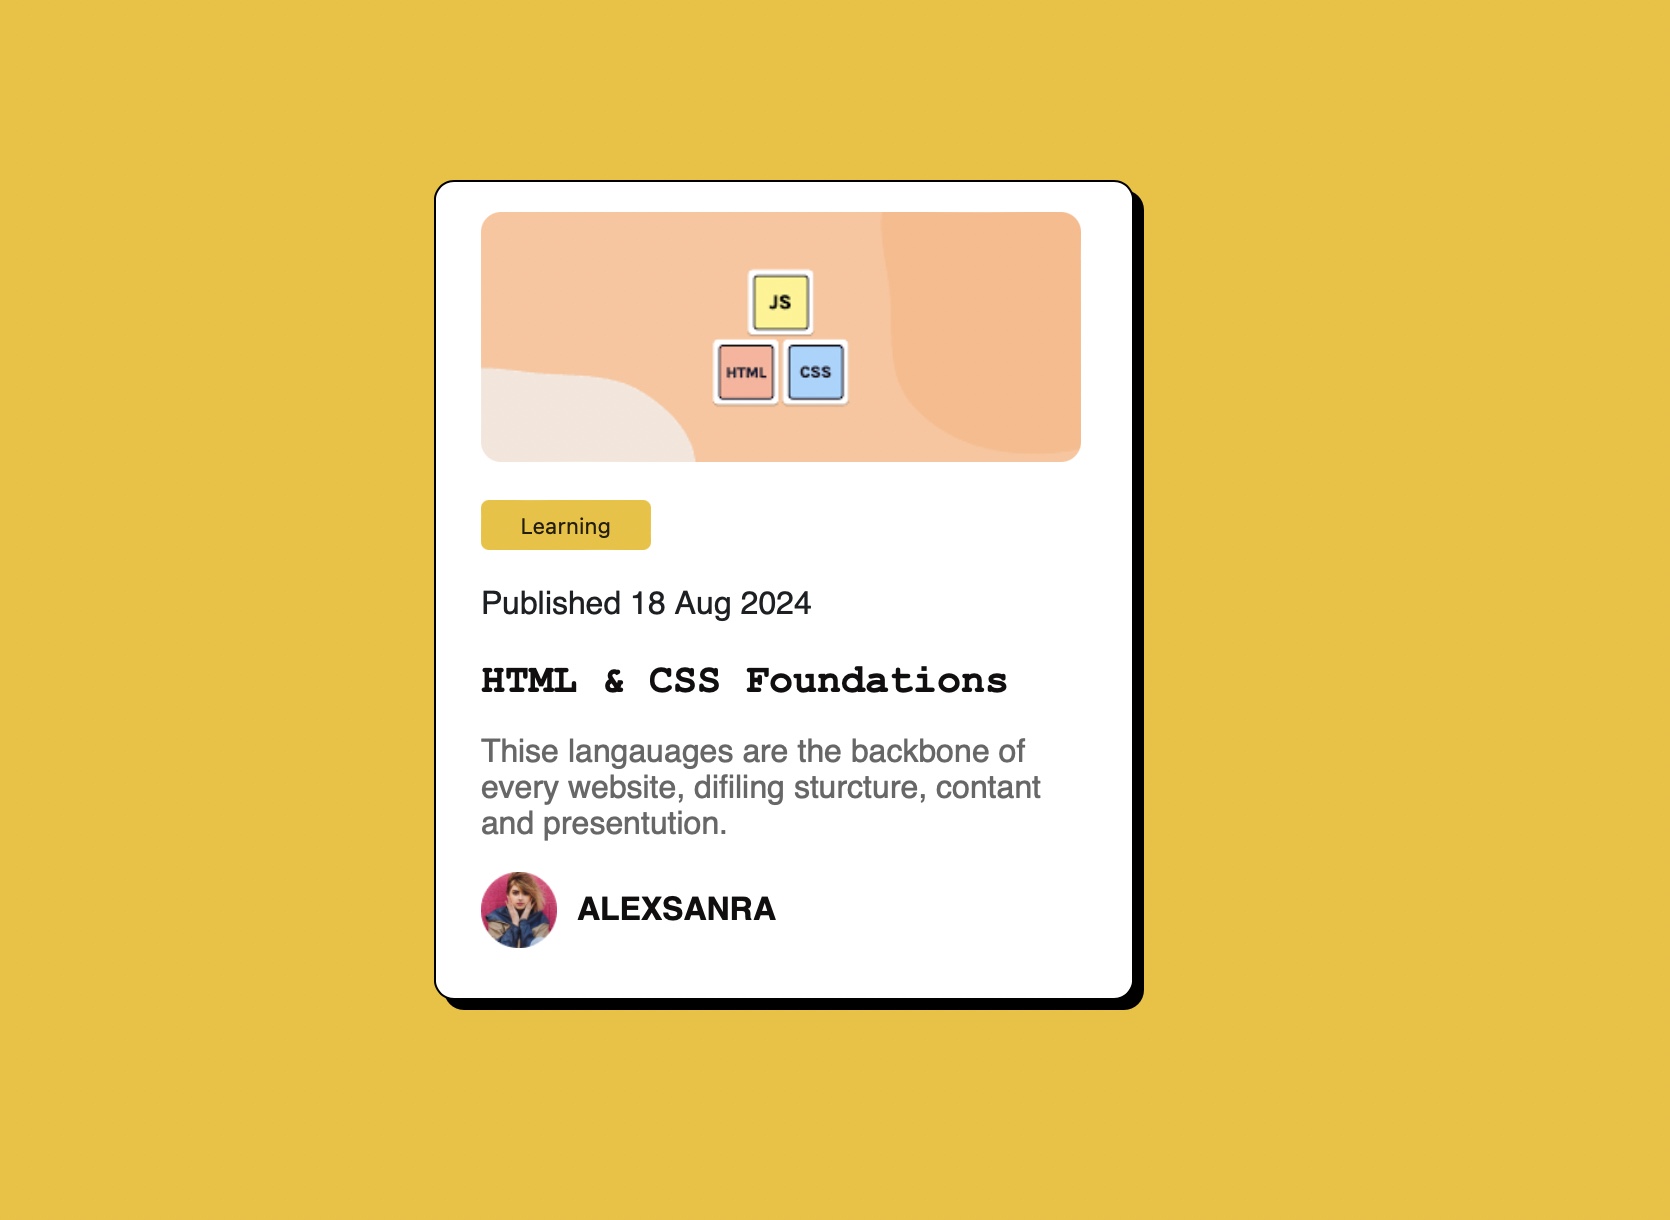 JS
HTML CSS
Learning
Published 18 Aug 2024
HTML & CSS Foundations
Thise langauages are the backbone of
every website, difiling sturcture, contant
and presentution.
ALEXSANRA